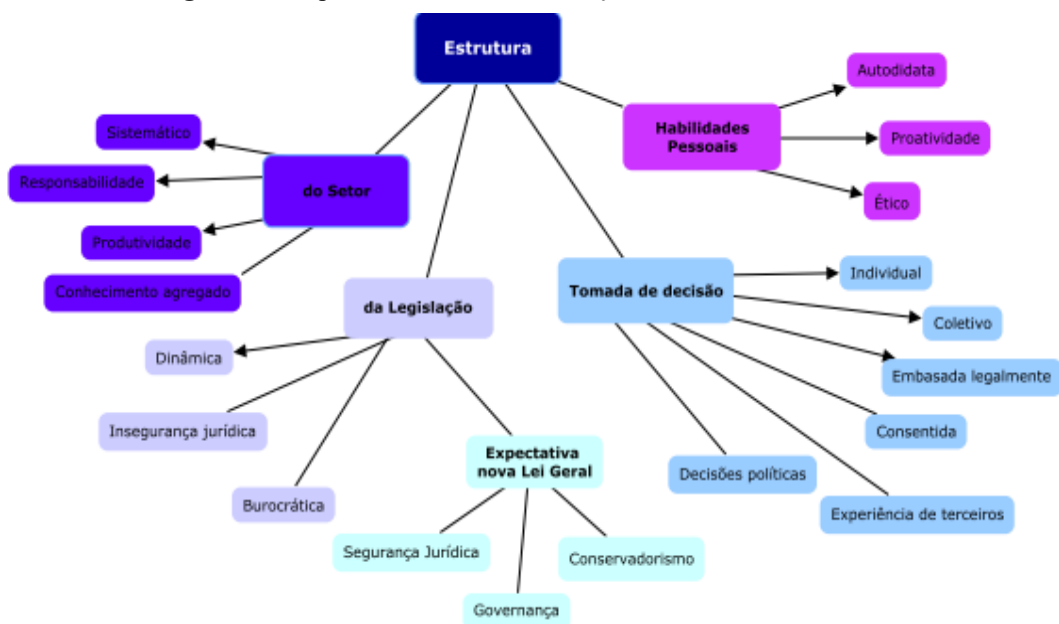 Estrutura
Autodidata
Habilidades
Pessoais
Proatividade
Ético
Sistemático
Responsabilidade
do Setor
Produtividade
Conhecimento agregado
da Legislação
Tomada de decisão
Individual
Coletivo
Embasada legalmente
Consentida
Decisões políticas
Experiência de terceiros
Dinâmica
Insegurança jurídica
Burocrática
Expectativa
nova Lei Geral
Segurança Jurídica
Conservadorismo
Governança